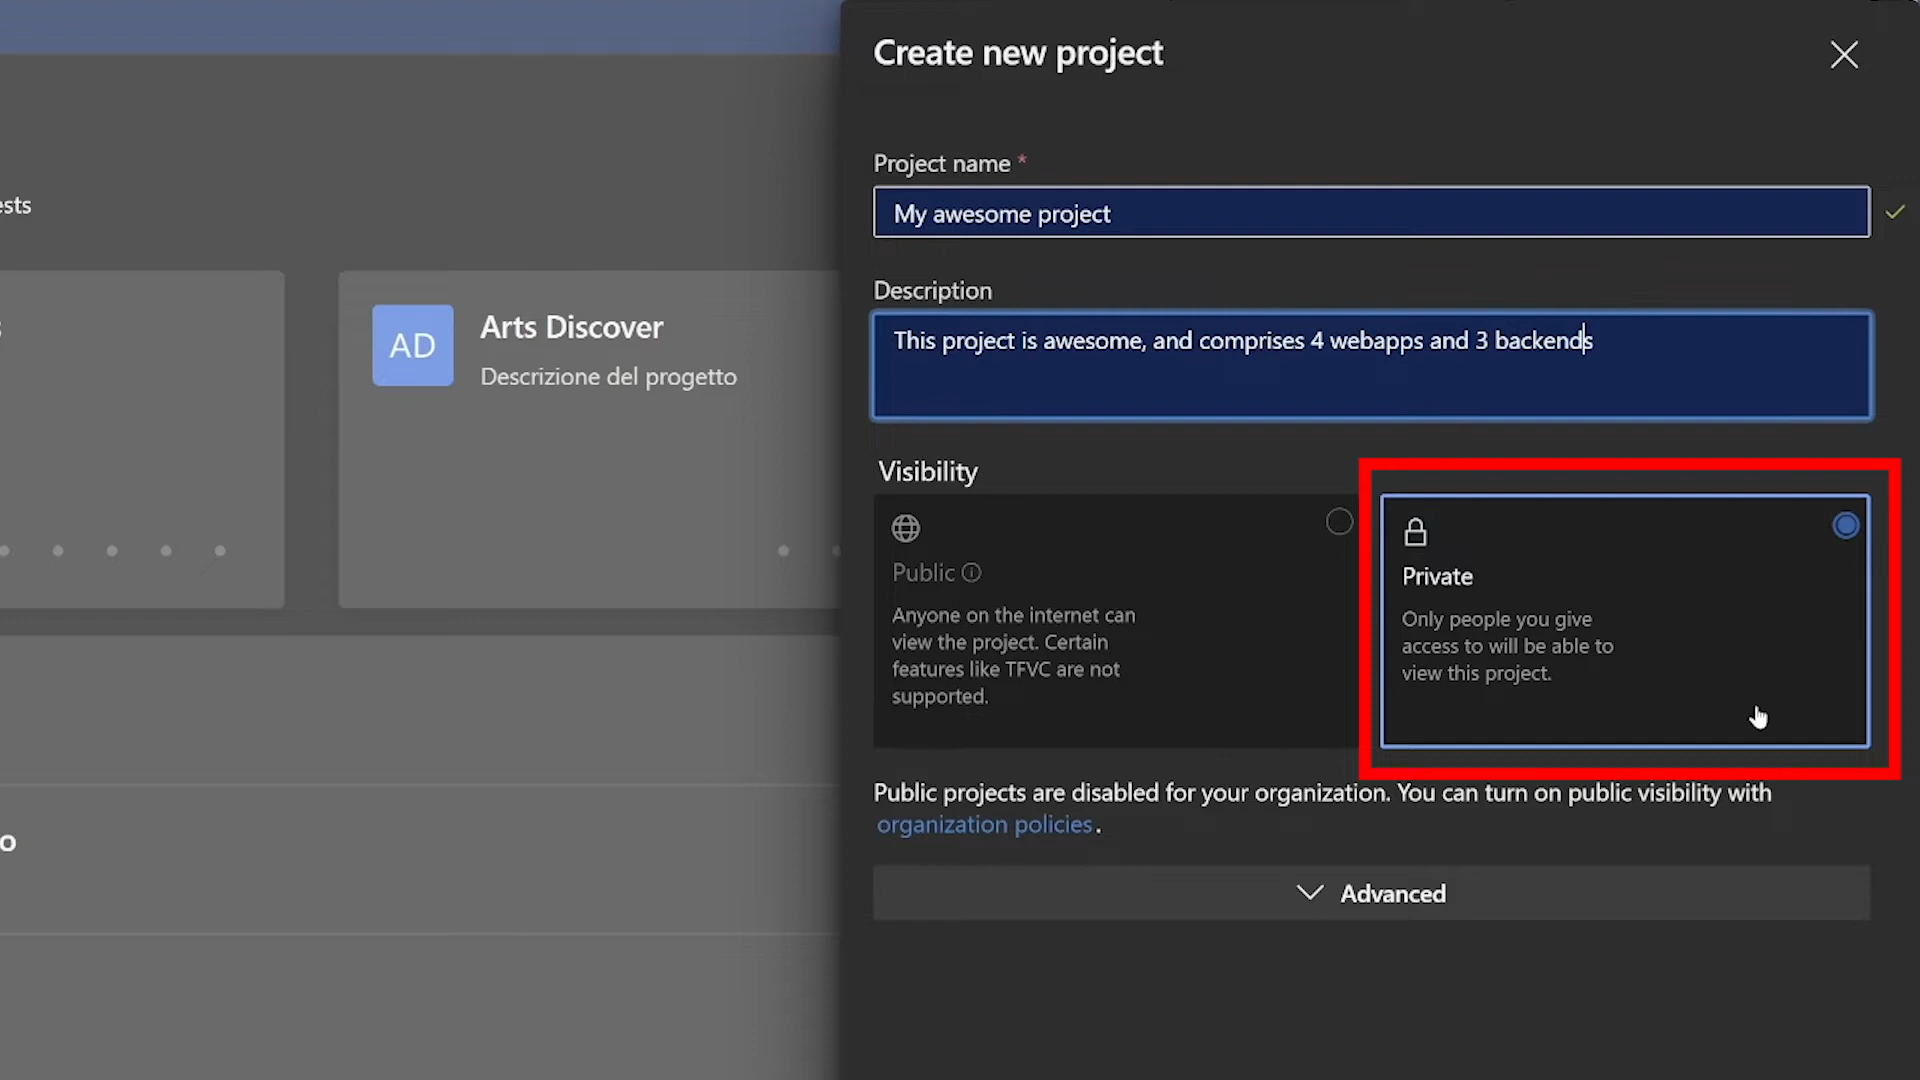 Create new project
Project name *
My awesome project
Description
This project is awesome, and comprises 4 webapps and 3 backends
Visibility
Public
Anyone on the internet can
view the project. Certain
features like TFVC are not
supported.
Private
Only people you give
access to will be able to
view this project.
Public projects are disabled for your organization. You can turn on public visibility with
organization policies.
Advanced
AD
Arts Discover
Descrizione del progetto